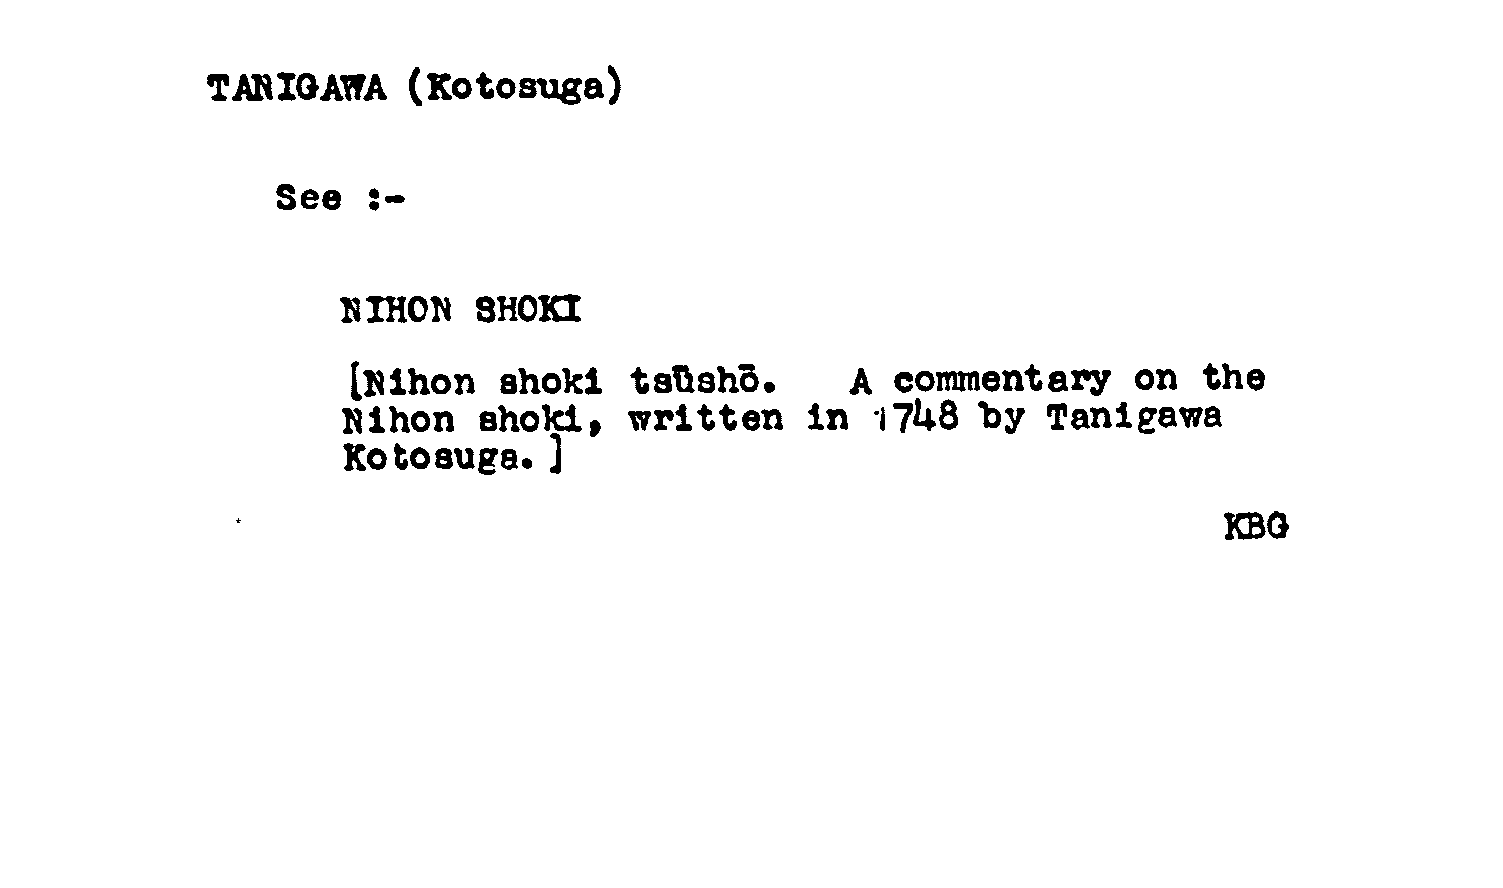 TANIGAWA (Kotosuga)
See :-
NIHON SHOKI
[Nihon shoki tsūshō. A commentary on the
Nihon shoki, written in 1748 by Tanigawa
Kotosuga.]
KBG